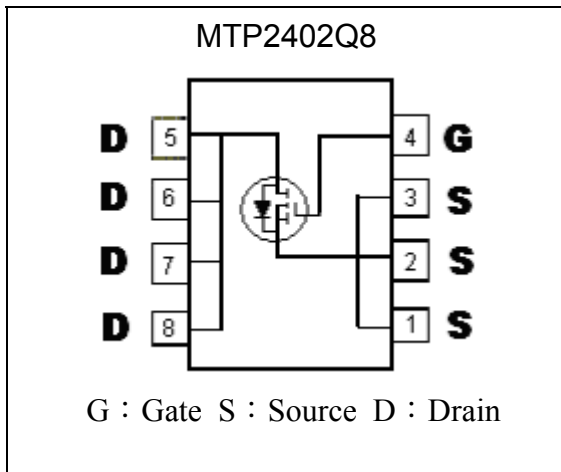 MTP2402Q8
D 5 4 G
D 6 3 S
D 7 2 S
D 8 1 S
G：Gate S：Source D：Drain